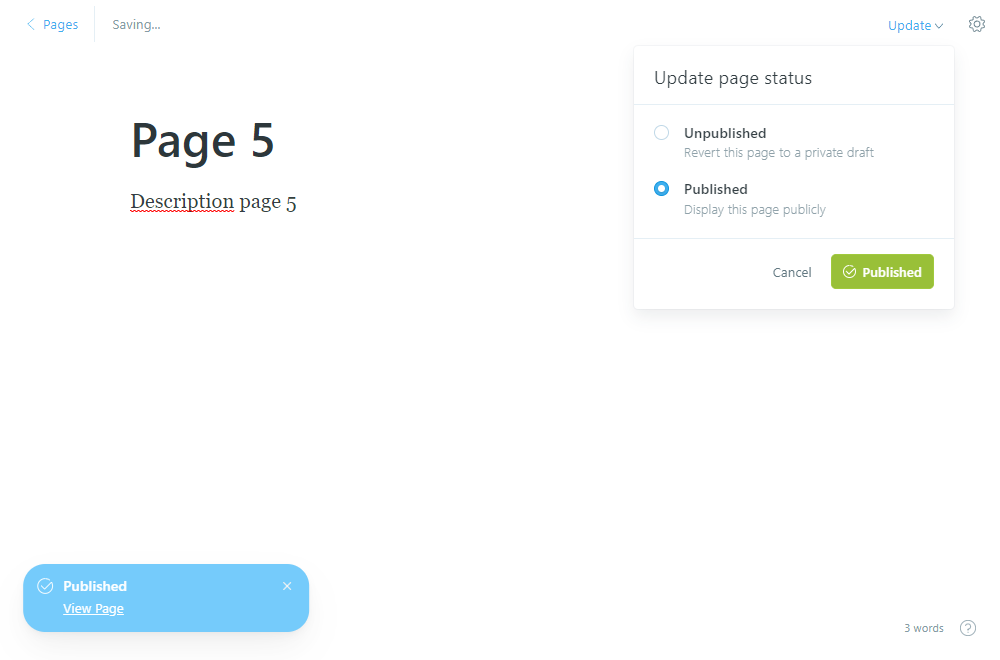 Pages
Saving...
Update
Update page status
Unpublished
Revert this page to a private draft
Published
Display this page publicly
Cancel
Published
Page 5
Description page 5
Published
View Page
3 words
?